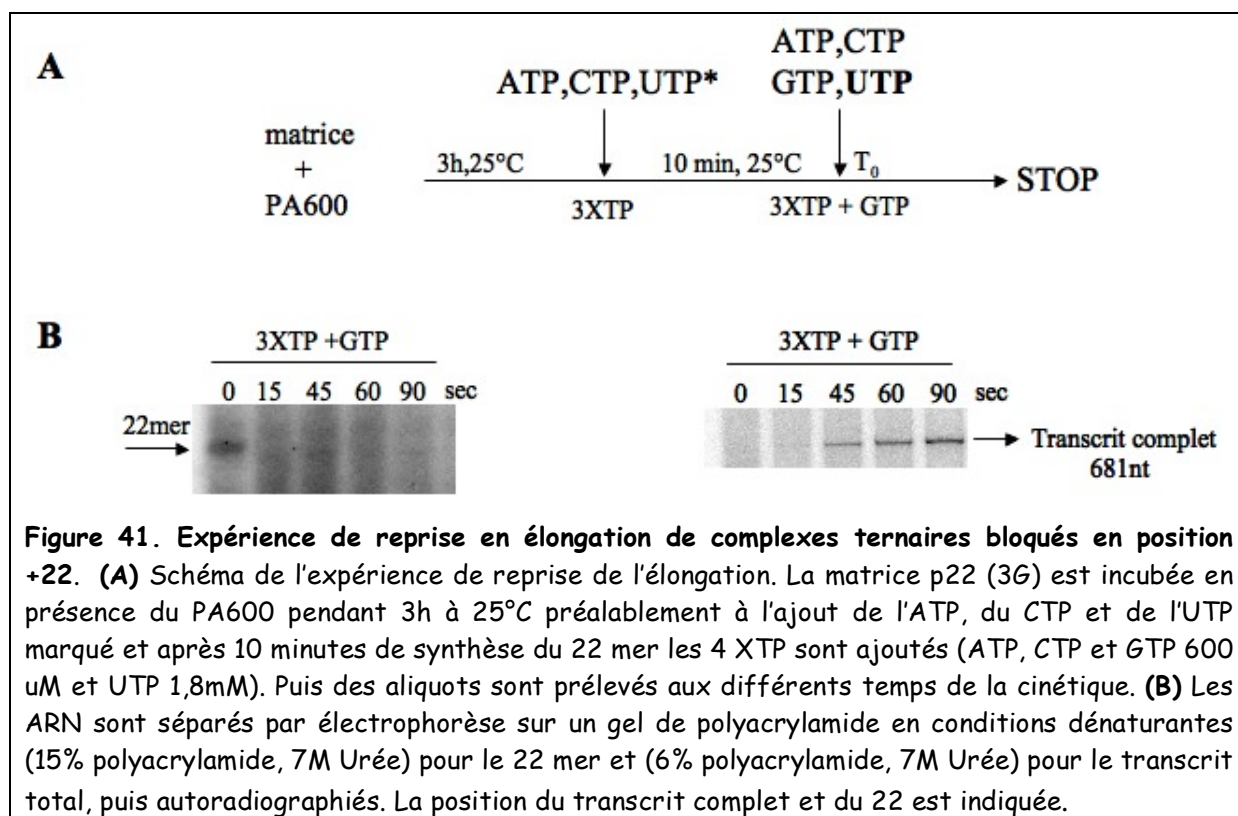 A
ATP,CTP
ATP,CTP,UTP*
GTP,UTP
matrice
+
PA600
3h,25°C
10 min, 25°C
T0
STOP
3XTP
3XTP + GTP
B
3XTP +GTP
0 15 45 60 90 sec
22mer
3XTP + GTP
0 15 45 60 90 sec
Transcrit complet
681nt
Figure 41. Expérience de reprise en élongation de complexes ternaires bloqués en position
+22. (A) Schéma de l'expérience de reprise de l'élongation. La matrice p22 (3G) est incubée en
présence du PA600 pendant 3h à 25°C préalablement à l'ajout de l'ATP, du CTP et de l'UTP
marqué et après 10 minutes de synthèse du 22 mer les 4 XTP sont ajoutés (ATP, CTP et GTP 600
uM et UTP 1,8mM). Puis des aliquots sont prélevés aux différents temps de la cinétique. (B) Les
ARN sont séparés par électrophorèse sur un gel de polyacrylamide en conditions dénaturantes
(15% polyacrylamide, 7M Urée) pour le 22 mer et (6% polyacrylamide, 7M Urée) pour le transcrit
total, puis autoradiographiés. La position du transcrit complet et du 22 est indiquée.